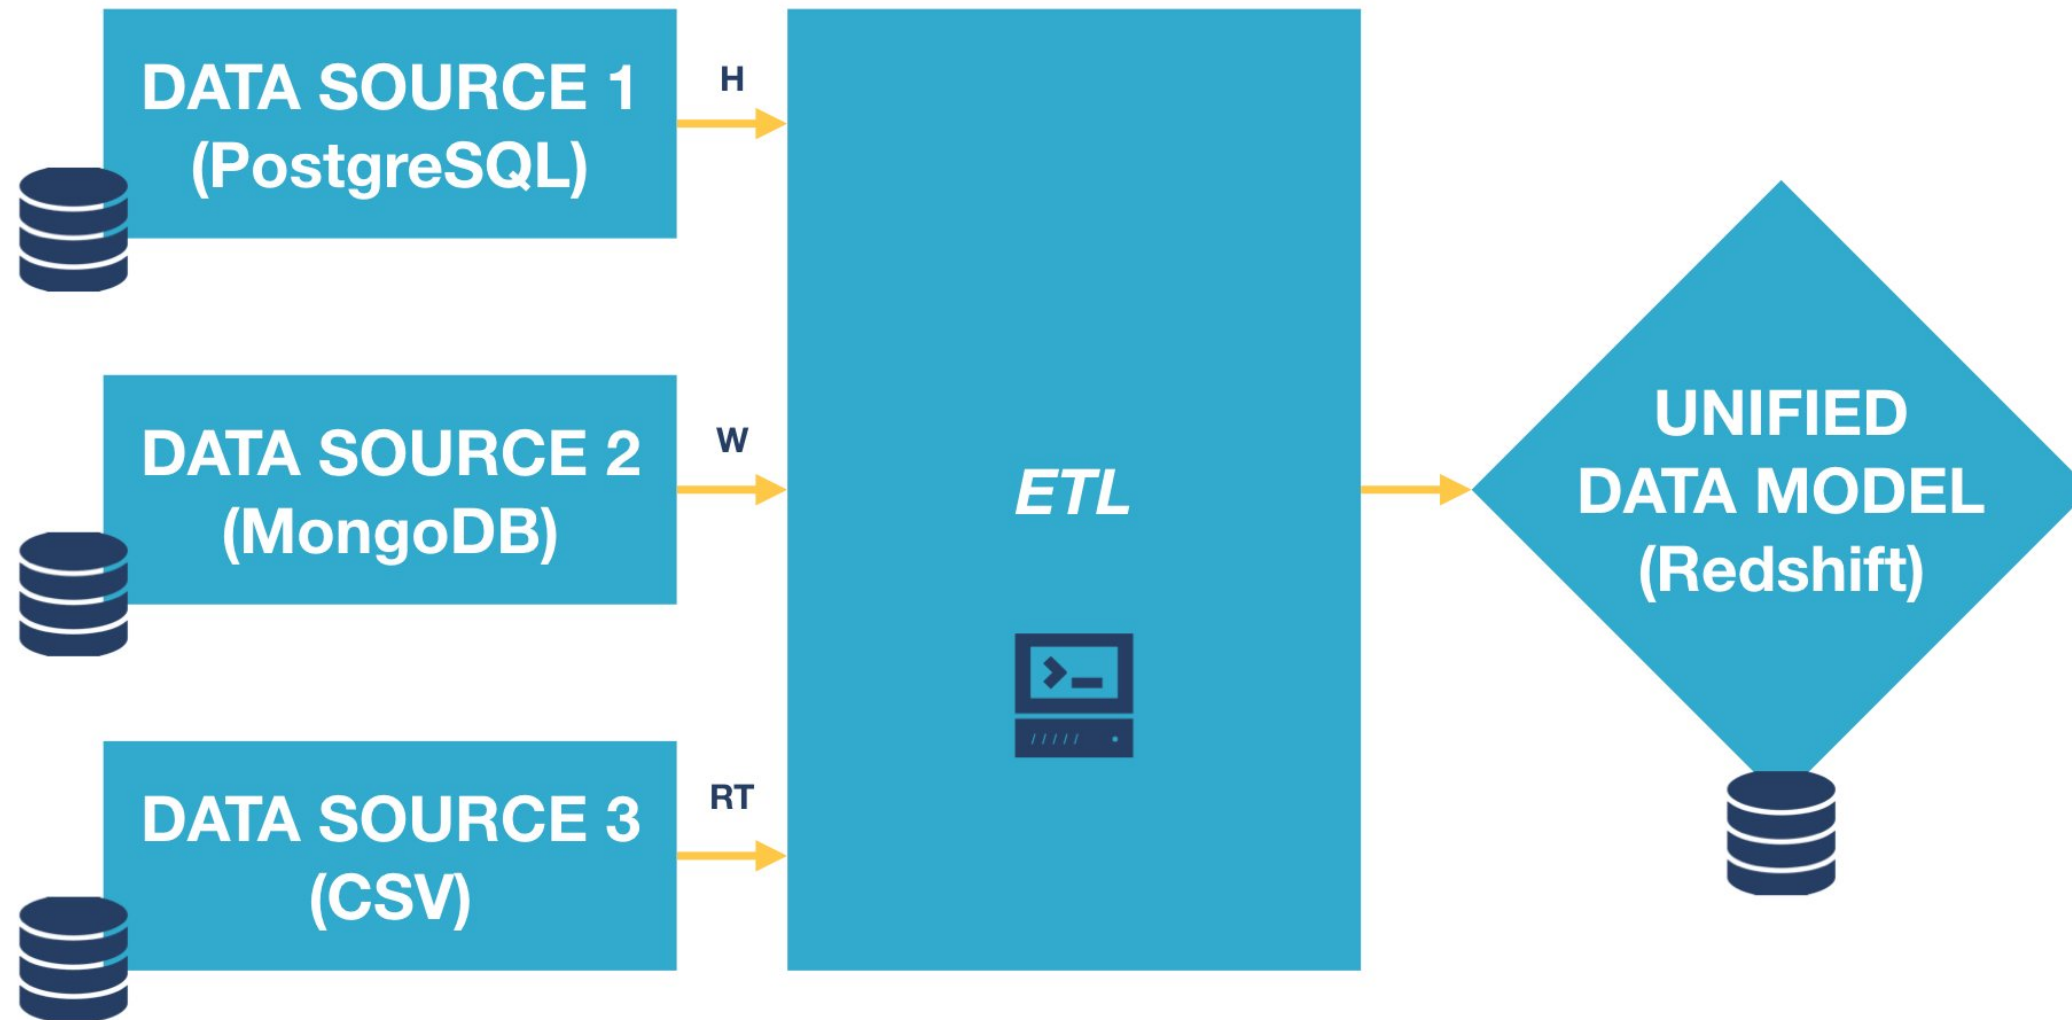 DATA SOURCE 1
(PostgreSQL)
H
DATA SOURCE 2
(MongoDB)
W
DATA SOURCE 3
(CSV)
RT
ETL
UNIFIED
DATA MODEL
(Redshift)